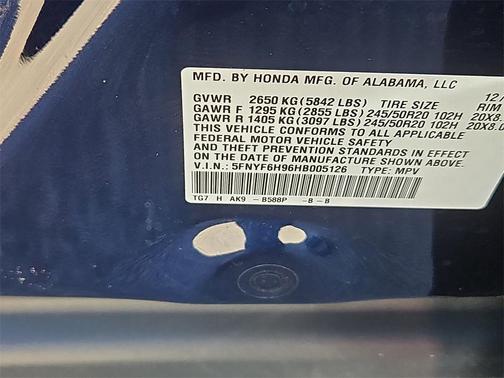 MFD. BY HONDA MFG. OF ALABAMA, LLC
GVWR 2650 KG (5842 LBS) TIRE SIZE RIM
GAWR F 1295 KG (2855 LBS) 245/50R20 102H 20X8.
GAWR R 1405 KG (3097 LBS) 245/50R20 102H 20X8.
THIS VEHICLE CONFORMS TO ALL APPLICABLE
FEDERAL MOTOR VEHICLE SAFETY
AND THEFT PREVENTION STANDARDS IN EFFECT
ON THE DATE OF MANUFACTURE SHOWN ABOVE.
V.I.N.: 5FNYF6H96HB005126 TYPE: MPV
TG7 H AK9 - B588P -B-B